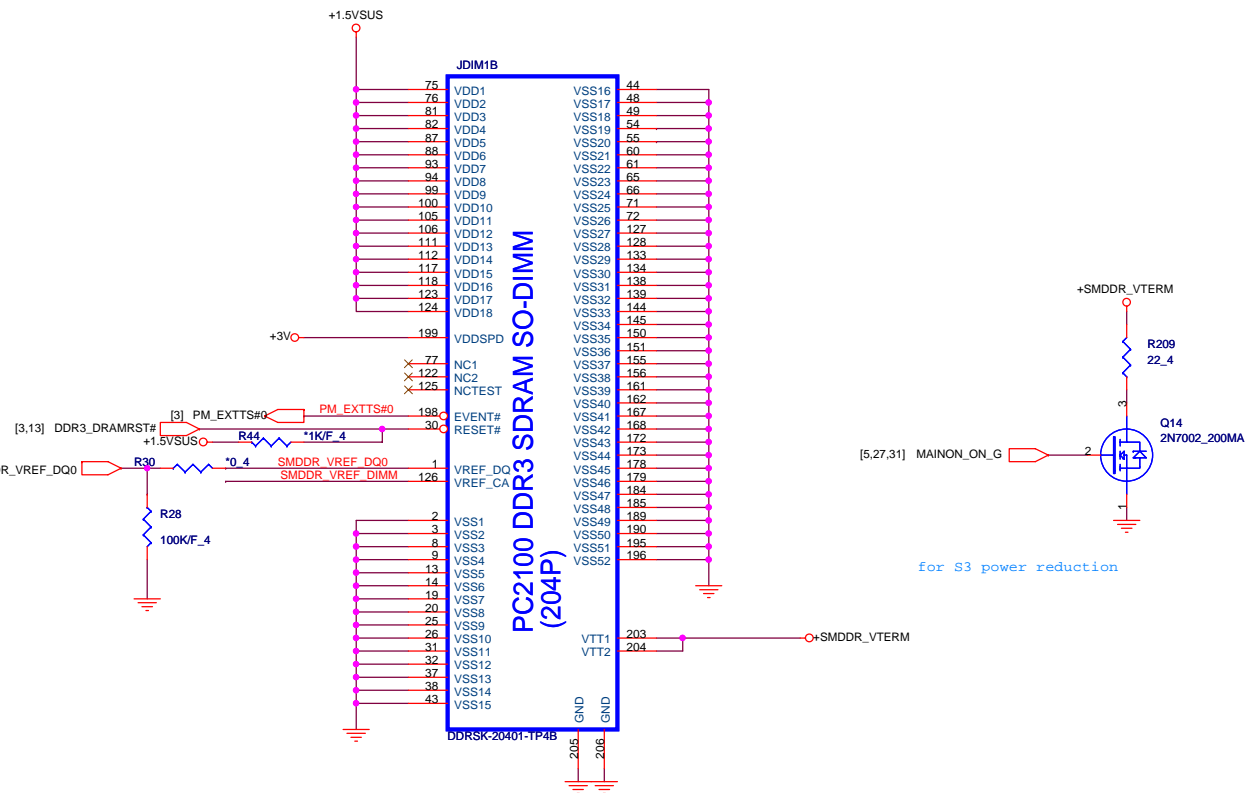 +1.5VSUS
JDIM1B
75 VDD1
76 VDD2
81 VDD3
82 VDD4
87 VDD5
88 VDD6
93 VDD7
94 VDD8
99 VDD9
100 VDD10
105 VDD11
106 VDD12
111 VDD13
112 VDD14
117 VDD15
118 VDD16
123 VDD17
124 VDD18
+3V 199 VDDSPD
77 NC1
122 NC2
125 NCTEST
[3] PM_EXTTS#0 PM_EXTTS#0 198 EVENT#
[3,13] DDR3_DRAMRST# 30 RESET#
+1.5VSUS R44 *1K/F_4
R_VREF_DQ0 R30 *0_4 SMDDR_VREF_DQ0 1 VREF_DQ
SMDDR_VREF_DIMM 126 VREF_CA
R28
100K/F_4
2 VSS1
3 VSS2
8 VSS3
9 VSS4
13 VSS5
14 VSS6
19 VSS7
20 VSS8
25 VSS9
26 VSS10
31 VSS11
32 VSS12
37 VSS13
38 VSS14
43 VSS15
PC2100 DDR3 SDRAM SO-DIMM
(204P)
VSS16 44
VSS17 48
VSS18 49
VSS19 54
VSS20 55
VSS21 60
VSS22 61
VSS23 65
VSS24 66
VSS25 71
VSS26 72
VSS27 127
VSS28 128
VSS29 133
VSS30 134
VSS31 138
VSS32 139
VSS33 144
VSS34 145
VSS35 150
VSS36 151
VSS37 155
VSS38 156
VSS39 161
VSS40 162
VSS41 167
VSS42 168
VSS43 172
VSS44 173
VSS45 178
VSS46 179
VSS47 184
VSS48 185
VSS49 189
VSS50 190
VSS51 195
VSS52 196
VTT1 203 +SMDDR_VTERM
VTT2 204
GND 205
GND 206
DDRSK-20401-TP4B
+SMDDR_VTERM
R209
22_4
3
Q14
2N7002_200MA
[5,27,31] MAINON_ON_G 2
1
for S3 power reduction